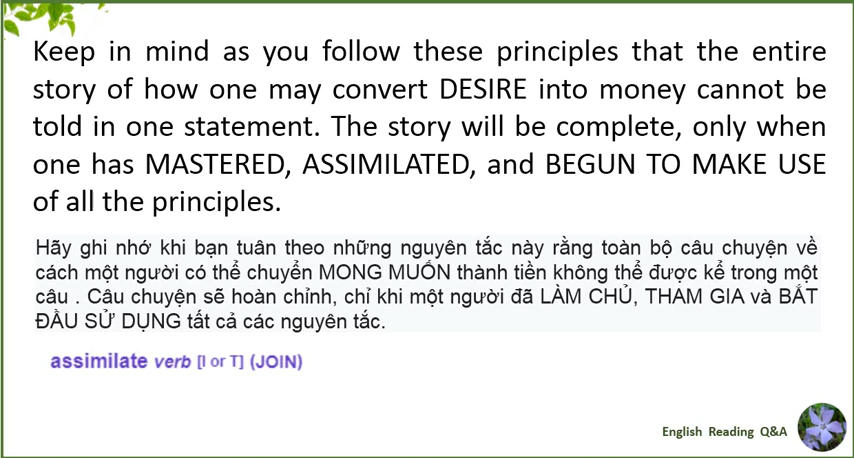 Keep in mind as you follow these principles that the entire
story of how one may convert DESIRE into money cannot be
told in one statement. The story will be complete, only when
one has MASTERED, ASSIMILATED, and BEGUN TO MAKE USE
of all the principles.
Hãy ghi nhớ khi bạn tuân theo những nguyên tắc này rằng toàn bộ câu chuyện về
cách một người có thể chuyển MONG MUỐN thành tiền không thể được kể trong một
câu . Câu chuyện sẽ hoàn chỉnh, chỉ khi một người đã LÀM CHỦ, THAM GIA và BẮT
ĐẦU SỬ DỤNG tất cả các nguyên tắc.
assimilate verb [I or T] (JOIN)
English Reading Q&A